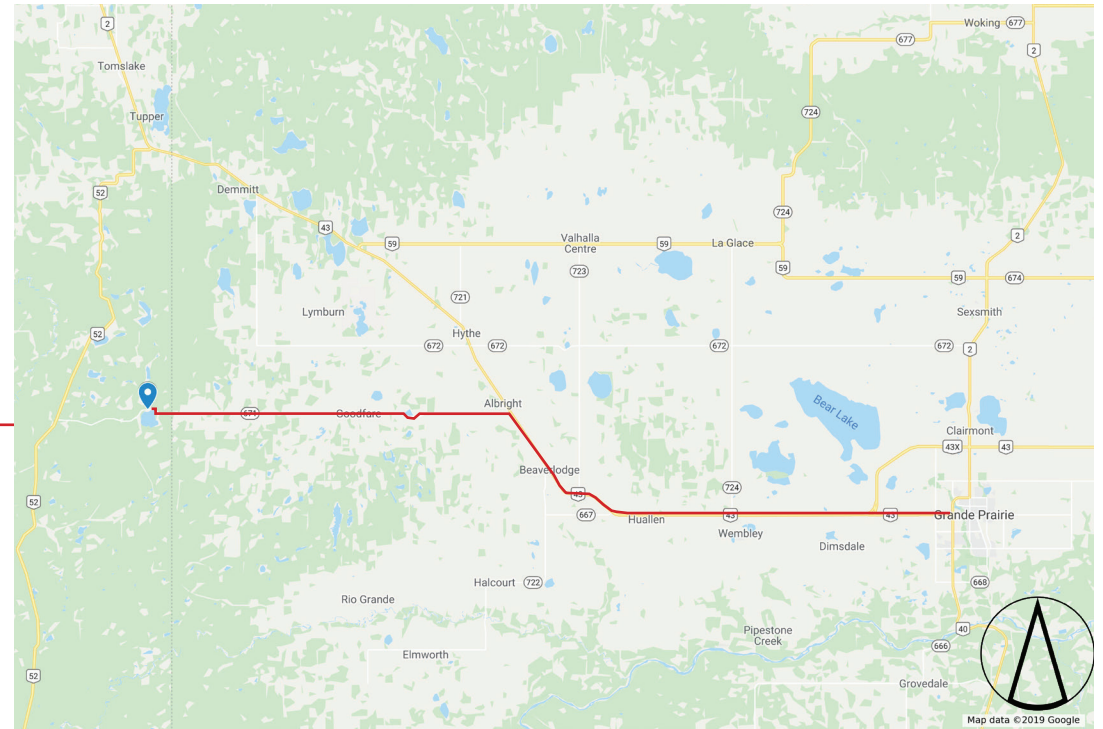 2
Woking
677
677
2
Tomslake
Tupper
724
52
Demmitt
724
43
59
Valhalla
Centre
59
La Glace
2
723
59
59
674
721
Lymburn
Sexsmith
52
Hythe
672
672
672
672
2
Bear Lake
Albright
671
Goodfare
Clairmont
43X
43
Beaverlodge
724
43
52
667
Huallen
43
43
Grande Prairie
Wembley
Dimsdale
Halcourt
722
668
Rio Grande
Pipestone
Creek
40
666
Elmworth
52
Grovedale
Map data ©2019 Google